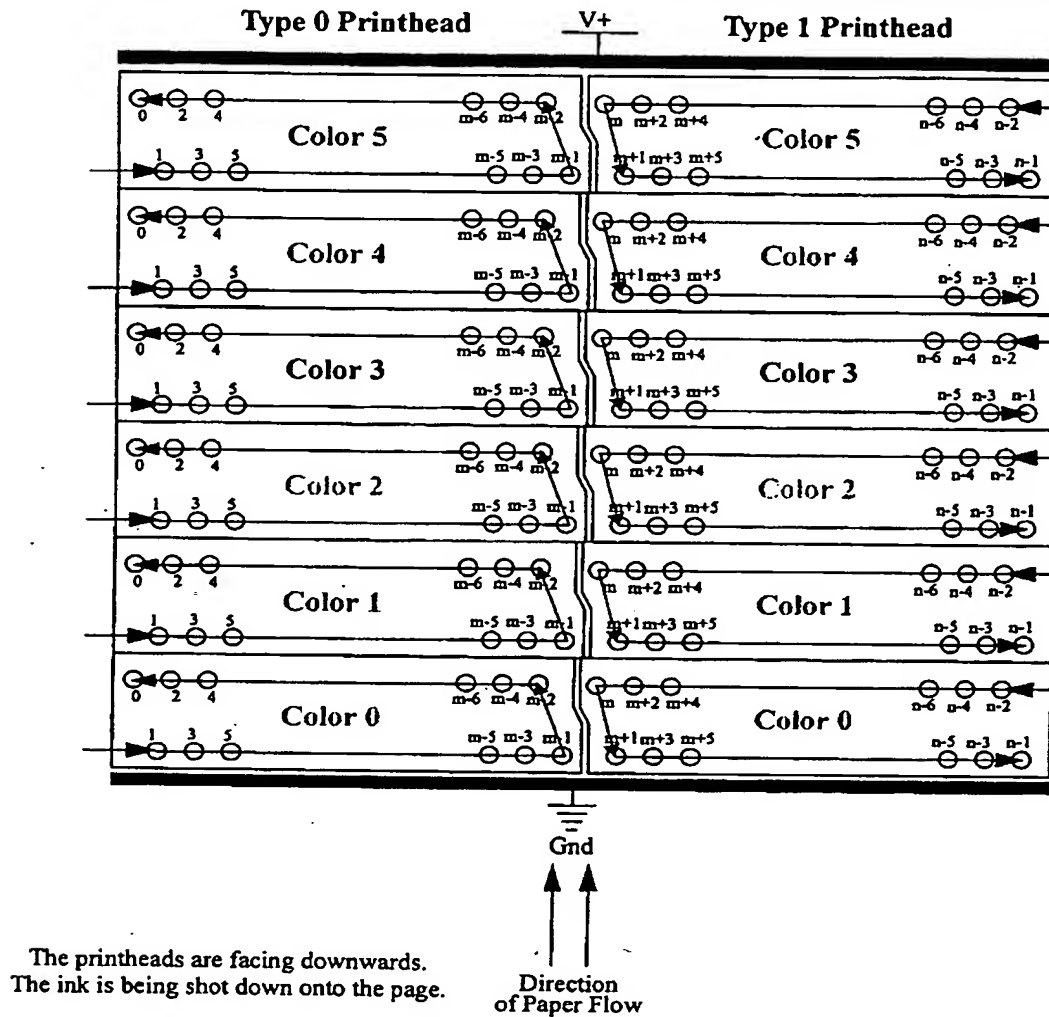 Type 0 Printhead V+ Type 1 Printhead
0 2 4 m-6 m-4 m-2 m m+2 m+4 n-6 n-4 n-2
Color 5 Color 5
1 3 5 m-5 m-3 m-1 m+1 m+3 m+5 n-5 n-3 n-1
0 2 4 m-6 m-4 m-2 m m+2 m+4 n-6 n-4 n-2
Color 4 Color 4
1 3 5 m-5 m-3 m-1 m+1 m+3 m+5 n-5 n-3 n-1
0 2 4 m-6 m-4 m-2 m m+2 m+4 n-6 n-4 n-2
Color 3 Color 3
1 3 5 m-5 m-3 m-1 m+1 m+3 m+5 n-5 n-3 n-1
0 2 4 m-6 m-4 m-2 m m+2 m+4 n-6 n-4 n-2
Color 2 Color 2
1 3 5 m-5 m-3 m-1 m+1 m+3 m+5 n-5 n-3 n-1
0 2 4 m-6 m-4 m-2 m m+2 m+4 n-6 n-4 n-2
Color 1 Color 1
1 3 5 m-5 m-3 m-1 m+1 m+3 m+5 n-5 n-3 n-1
0 2 4 m-6 m-4 m-2 m m+2 m+4 n-6 n-4 n-2
Color 0 Color 0
1 3 5 m-5 m-3 m-1 m+1 m+3 m+5 n-5 n-3 n-1
Gnd
The printheads are facing downwards.
The ink is being shot down onto the page.
Direction
of Paper Flow